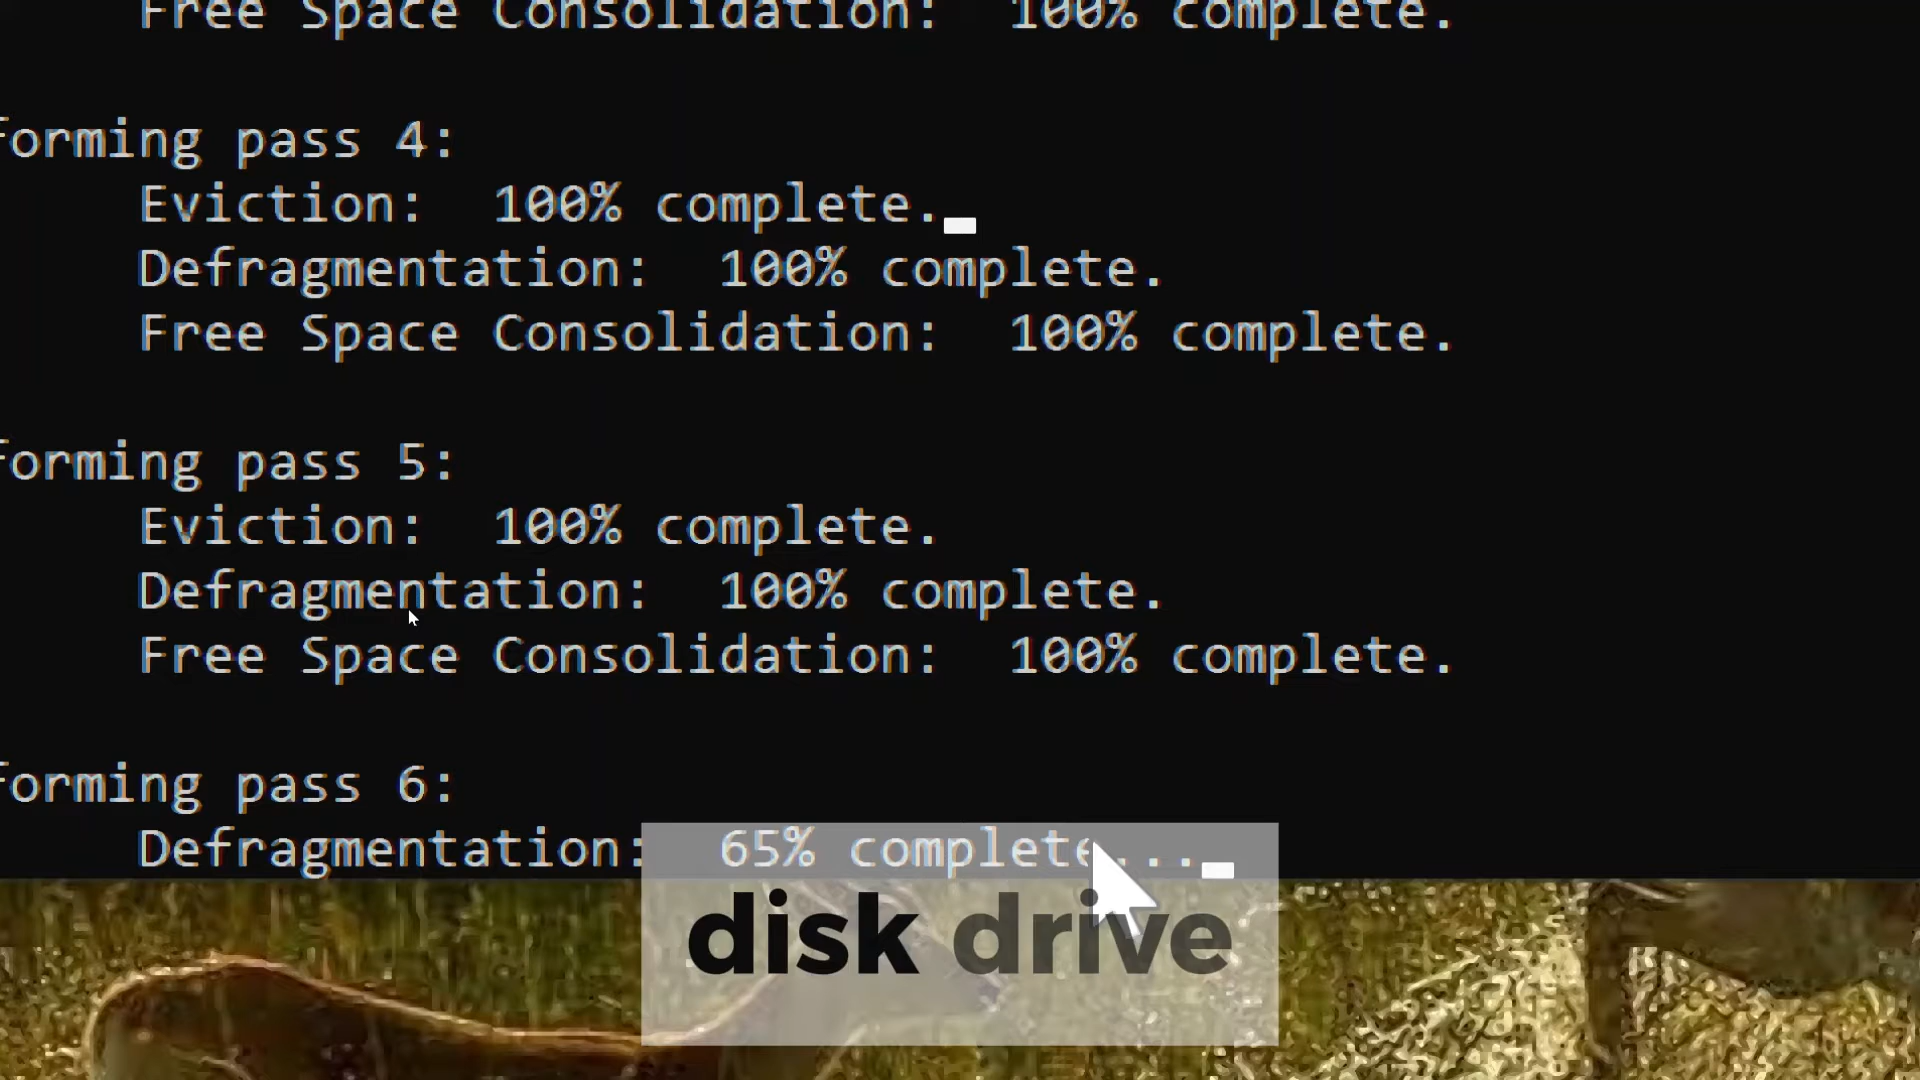 Free Space Consolidation:  100% complete.
forming pass 4:
Eviction:  100% complete.
Defragmentation:  100% complete.
Free Space Consolidation:  100% complete.
forming pass 5:
Eviction:  100% complete.
Defragmentation:  100% complete.
Free Space Consolidation:  100% complete.
forming pass 6:
Defragmentation:  65% complete...
disk drive